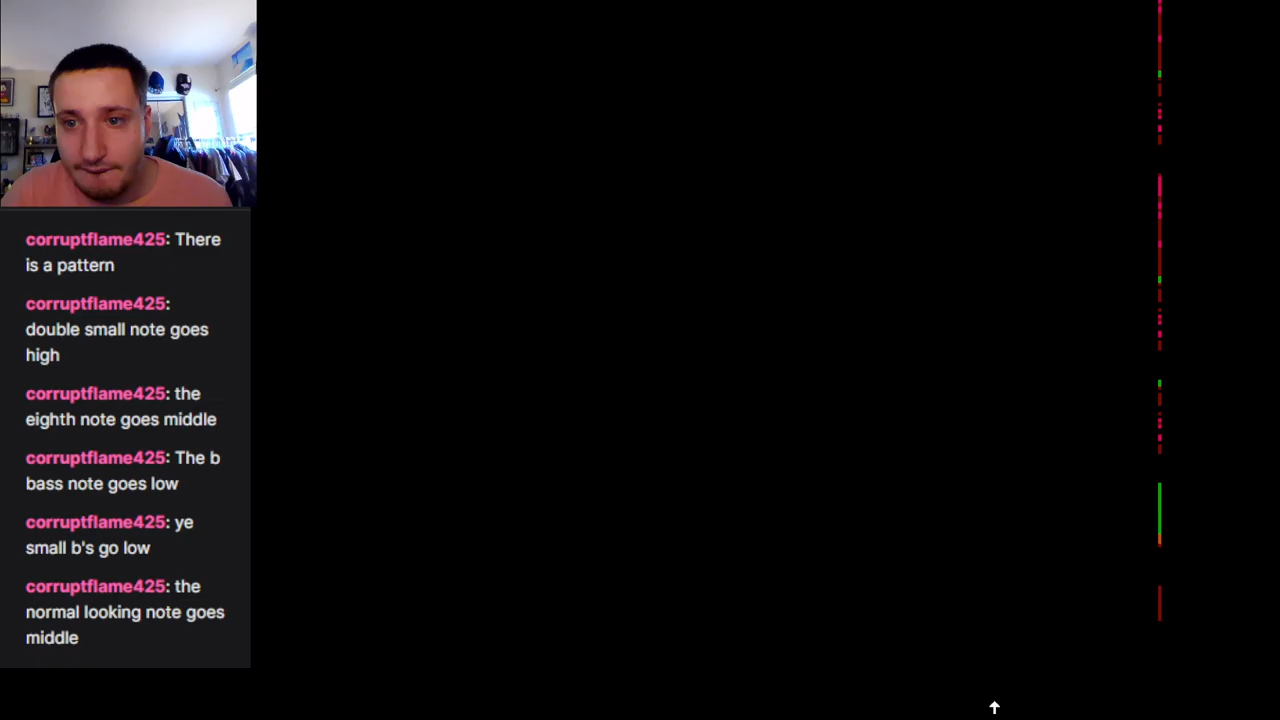 corruptflame425: There
is a pattern
corruptflame425:
double small note goes
high
corruptflame425: the
eighth note goes middle
corruptflame425: The b
bass note goes low
corruptflame425: ye
small b's go low
corruptflame425: the
normal looking note goes
middle